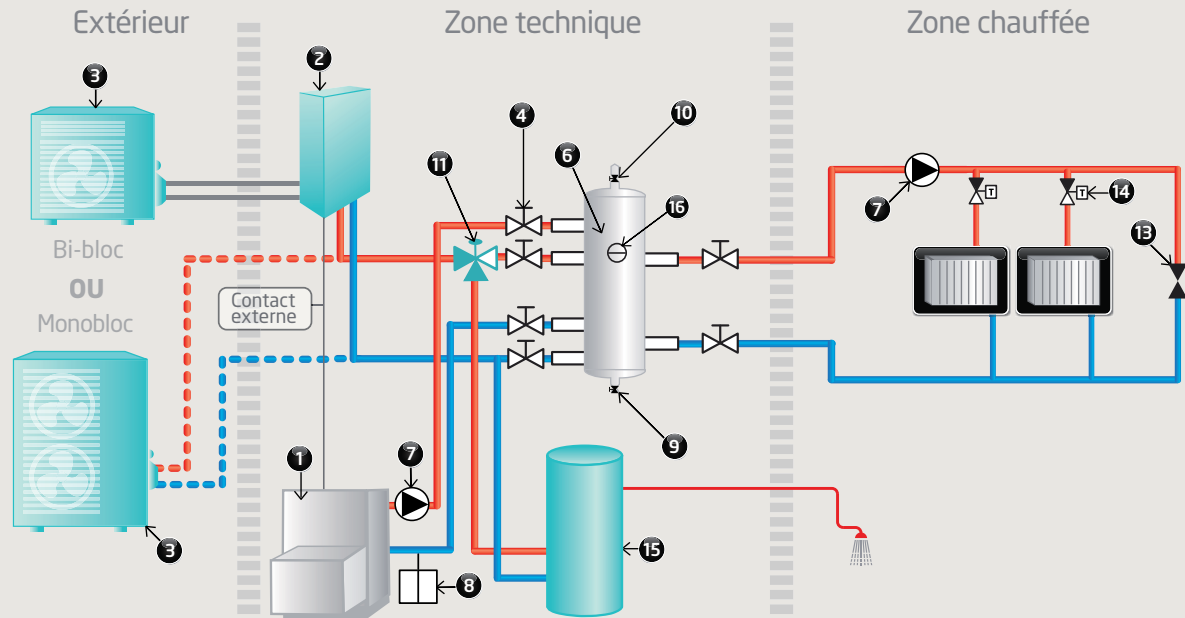 Extérieur
Zone technique
Zone chauffée
2
3
4
10
11
6
16
7
T
T
14
13
Bi-bloc
OU
Monobloc
Contact
externe
9
1
7
15
8
3